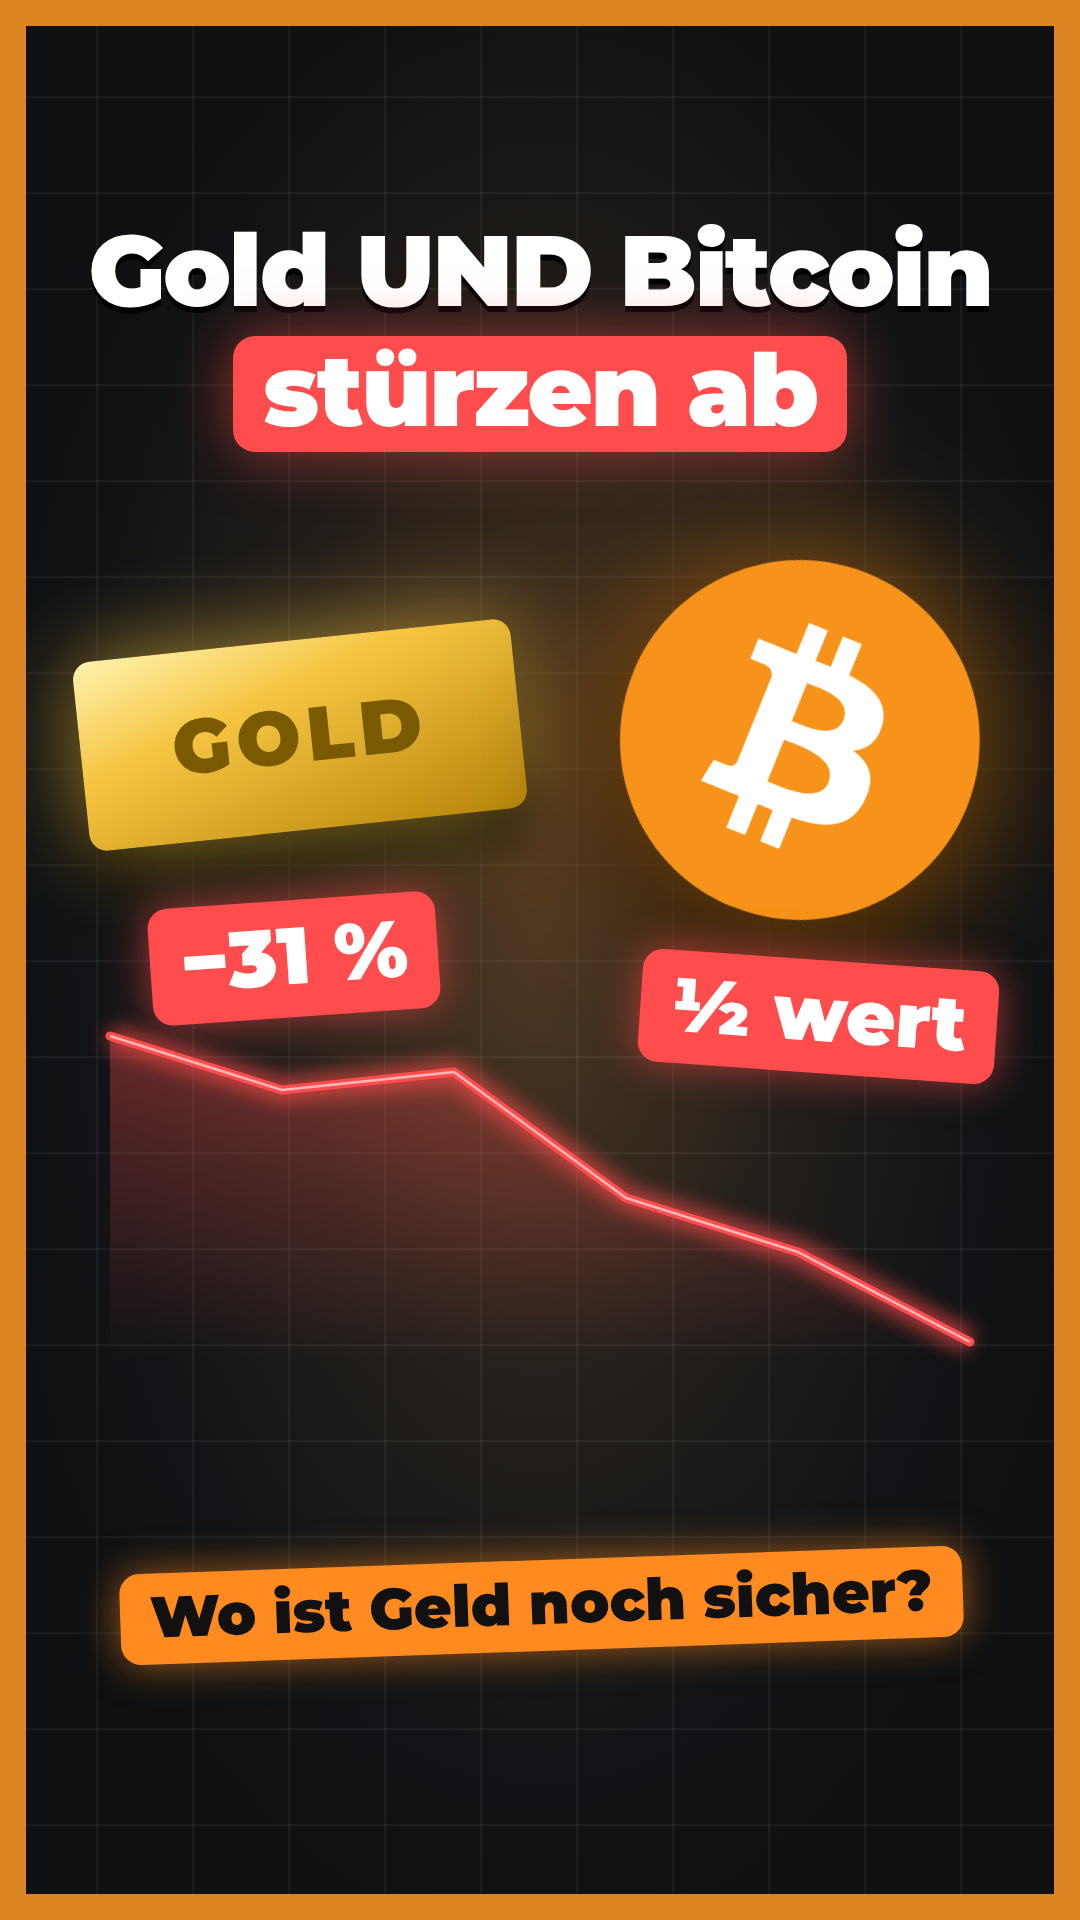 Gold UND Bitcoin
stürzen ab
GOLD
−31 %
½ wert
Wo ist Geld noch sicher?